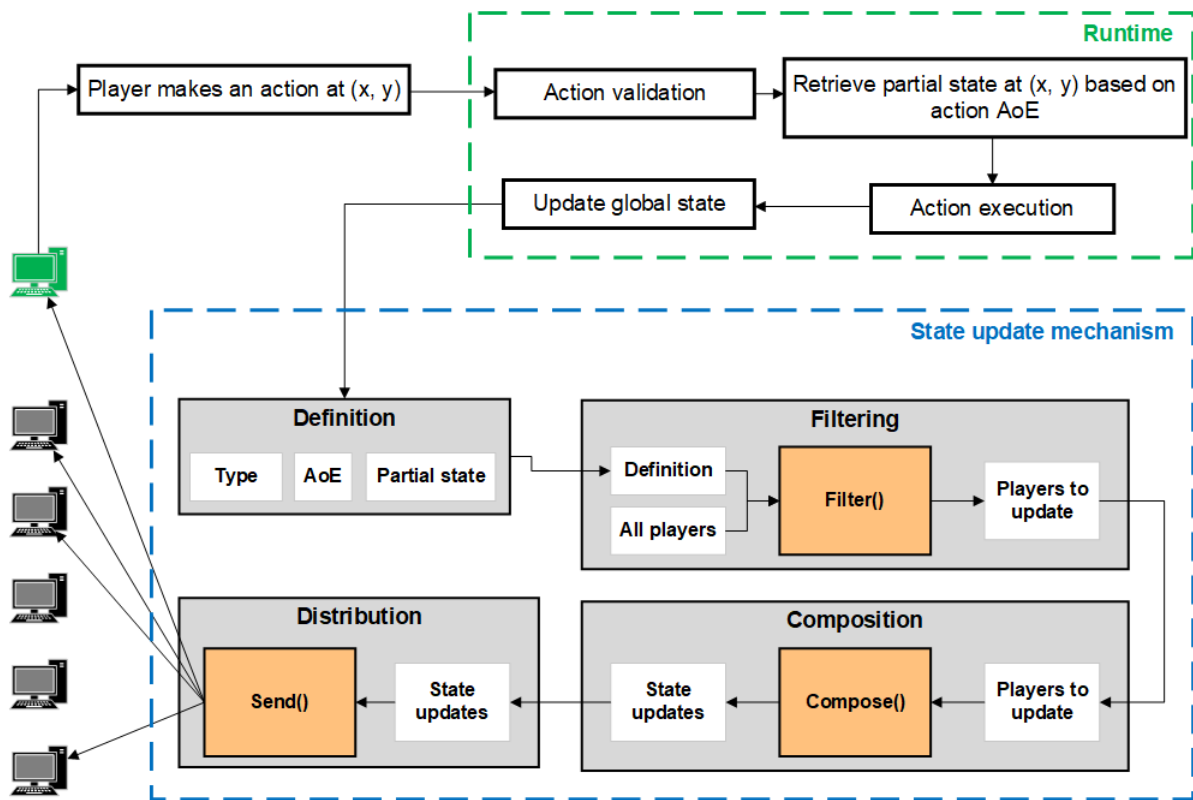 Runtime
Player makes an action at (x, y)
Action validation
Retrieve partial state at (x, y) based on
action AoE
Update global state
Action execution
State update mechanism
Definition
Type
AoE
Partial state
Filtering
Definition
All players
Filter()
Players to
update
Distribution
Send()
State
updates
Composition
State
updates
Compose()
Players to
update